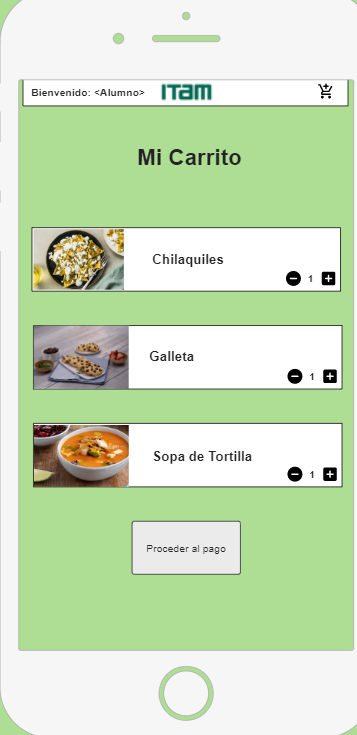 Bienvenido: <Alumno> ITAM
Mi Carrito
Chilaquiles
1
Galleta
1
Sopa de Tortilla
1
Proceder al pago